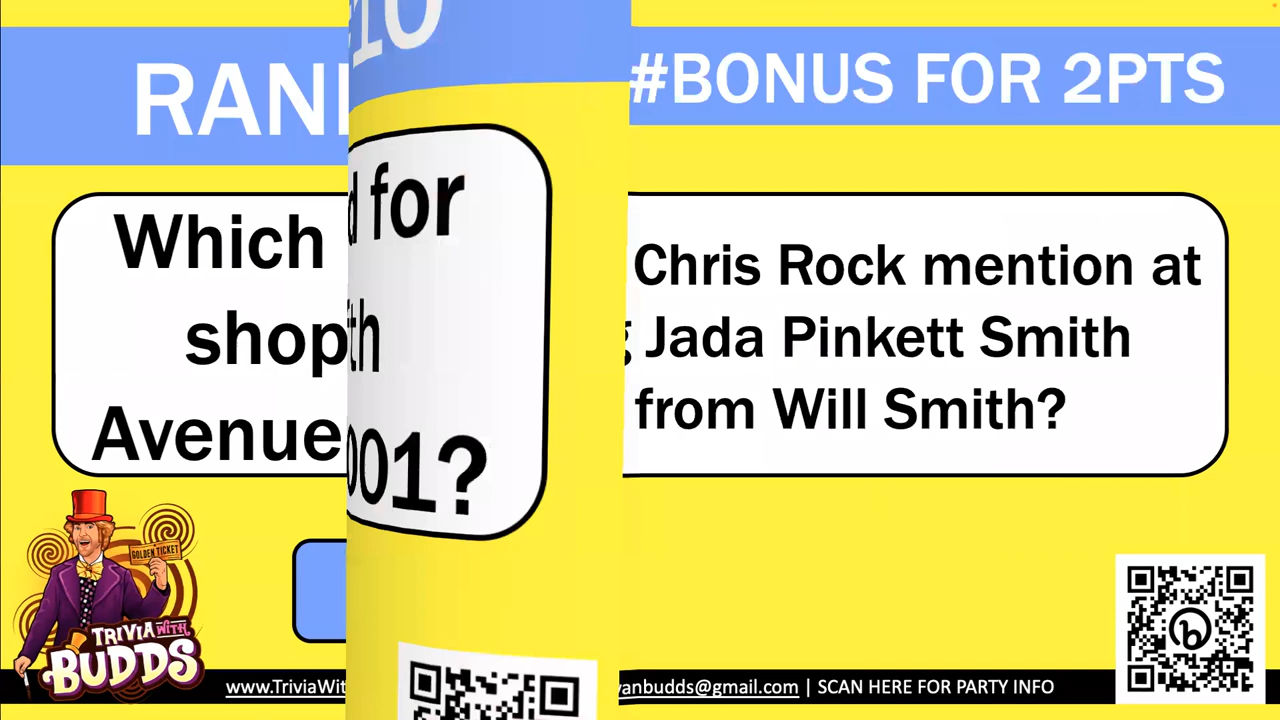 RAN
10
#BONUS FOR 2PTS
Which
for
shop
th
Avenue
001?
Chris Rock mention at
Jada Pinkett Smith
from Will Smith?
GOLDEN TICKET
TRIVIA WITH
BUDDS
www.TriviaWit
vanbudds@gmail.com | SCAN HERE FOR PARTY INFO
b